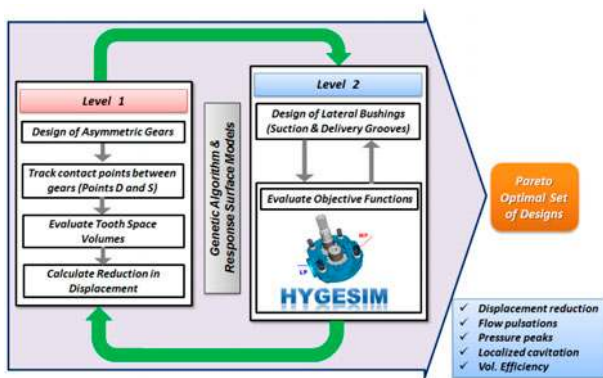 Level 1
Design of Asymmetric Gears
Track contact points between
gears (Points D and S)
Evaluate Tooth Space
Volumes
Calculate Reduction in
Displacement
Genetic Algorithm &
Response Surface Models
Level 2
Design of Lateral Bushings
(Suction & Delivery Grooves)
Evaluate Objective Functions
HP
LP
HYGESIM
Pareto
Optimal Set
of Designs
✓ Displacement reduction
✓ Flow pulsations
✓ Pressure peaks
✓ Localized cavitation
✓ Vol. Efficiency